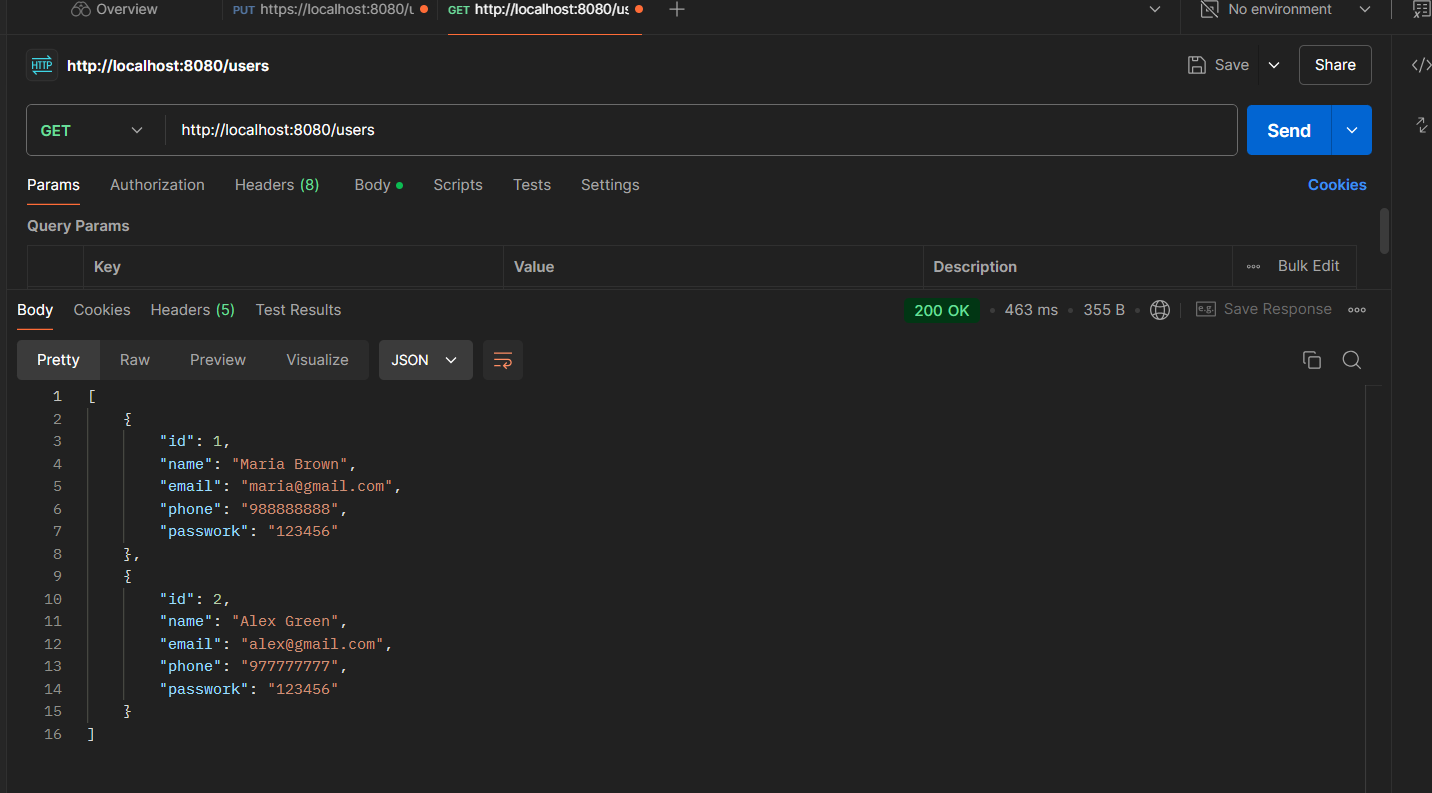 Overview PUT https://localhost:8080/u GET http://localhost:8080/us No environment
HTTP http://localhost:8080/users Save Share
GET http://localhost:8080/users Send
Params Authorization Headers (8) Body Scripts Tests Settings Cookies
Query Params
Key Value Description Bulk Edit
Body Cookies Headers (5) Test Results 200 OK 463 ms 355 B e.g. Save Response
Pretty Raw Preview Visualize JSON
1 [
2 {
3 "id": 1,
4 "name": "Maria Brown",
5 "email": "maria@gmail.com",
6 "phone": "988888888",
7 "passwork": "123456"
8 },
9 {
10 "id": 2,
11 "name": "Alex Green",
12 "email": "alex@gmail.com",
13 "phone": "977777777",
14 "passwork": "123456"
15 }
16 ]